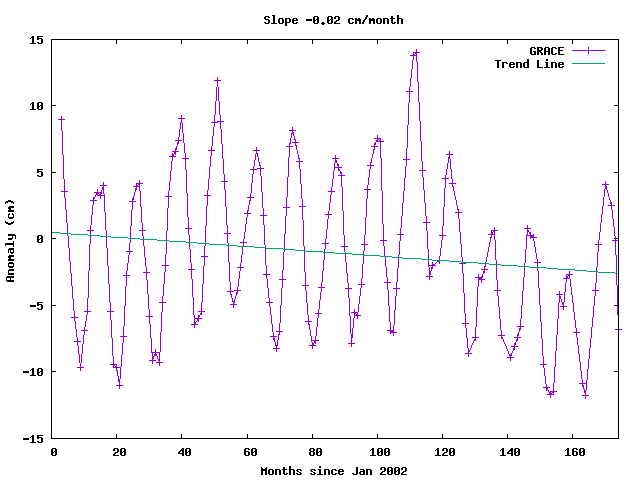 Slope -0.02 cm/month
GRACE
Trend Line
15
10
5
0
-5
-10
-15
Anomaly (cm)
0 20 40 60 80 100 120 140 160
Months since Jan 2002